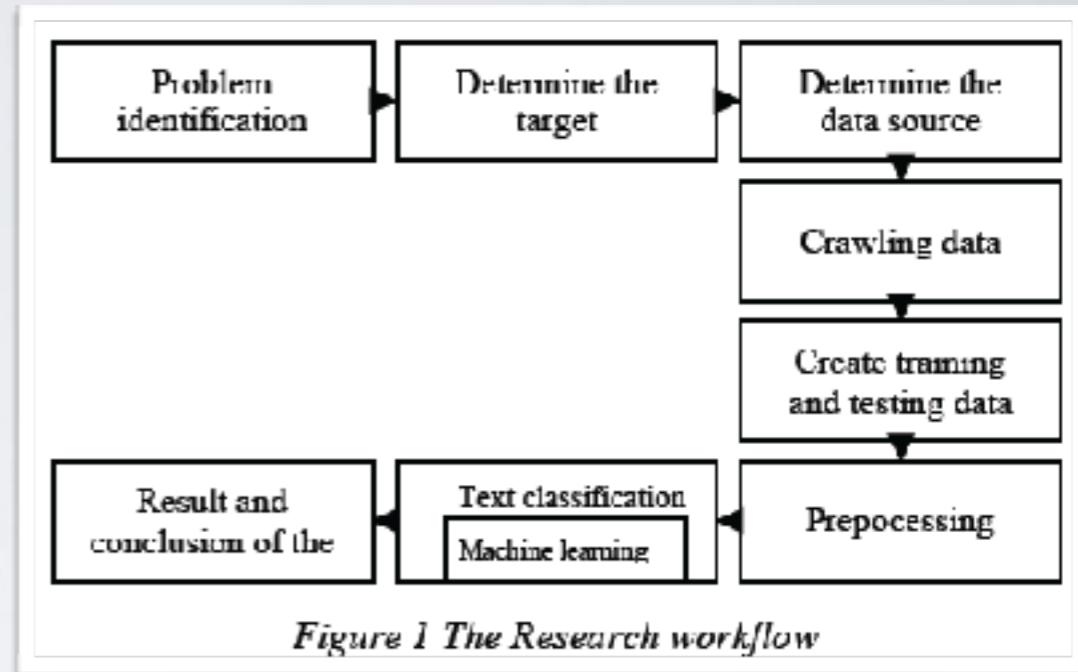 Problem
identification
Determine the
target
Determine the
data source
Crawling data
Create training
and testing data
Prepocessing
Text classification
Machine learning
Result and
conclusion of the
Figure 1 The Research workflow